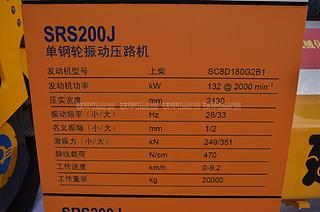 SRS200J
单钢轮振动压路机
发动机型号 上柴 SC8D180G2B1
发动机功率 kW 132 @ 2000 min⁻¹
压实宽度 mm 2130
振动频率（小/大） Hz 28/33
名义振幅（小/大） mm 1/2
激振力（小/大） kN 249/351
静线载荷 N/cm 470
工作速度 km/h 0-9.2
工作重量 kg 20000
SRS200J